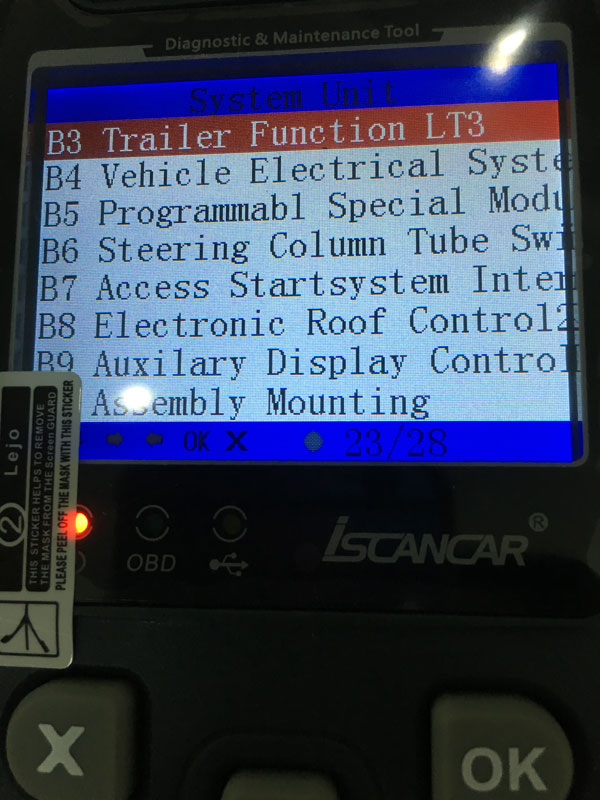 Diagnostic & Maintenance Tool
System Unit
B3 Trailer Function LT3
B4 Vehicle Electrical Syste
B5 Programmabl Special Modu
B6 Steering Column Tube Swi
B7 Access Startsystem Inter
B8 Electronic Roof Control2
B9 Auxilary Display Control
Assembly Mounting
OK X 23/28
OBD
iSCANCAR®
2 Lejo
THIS STICKER HELPS TO REMOVE
THE MASK FROM THE Screen GUARD
PLEASE PEEL OFF THE MASK WITH THIS STICKER
X
OK